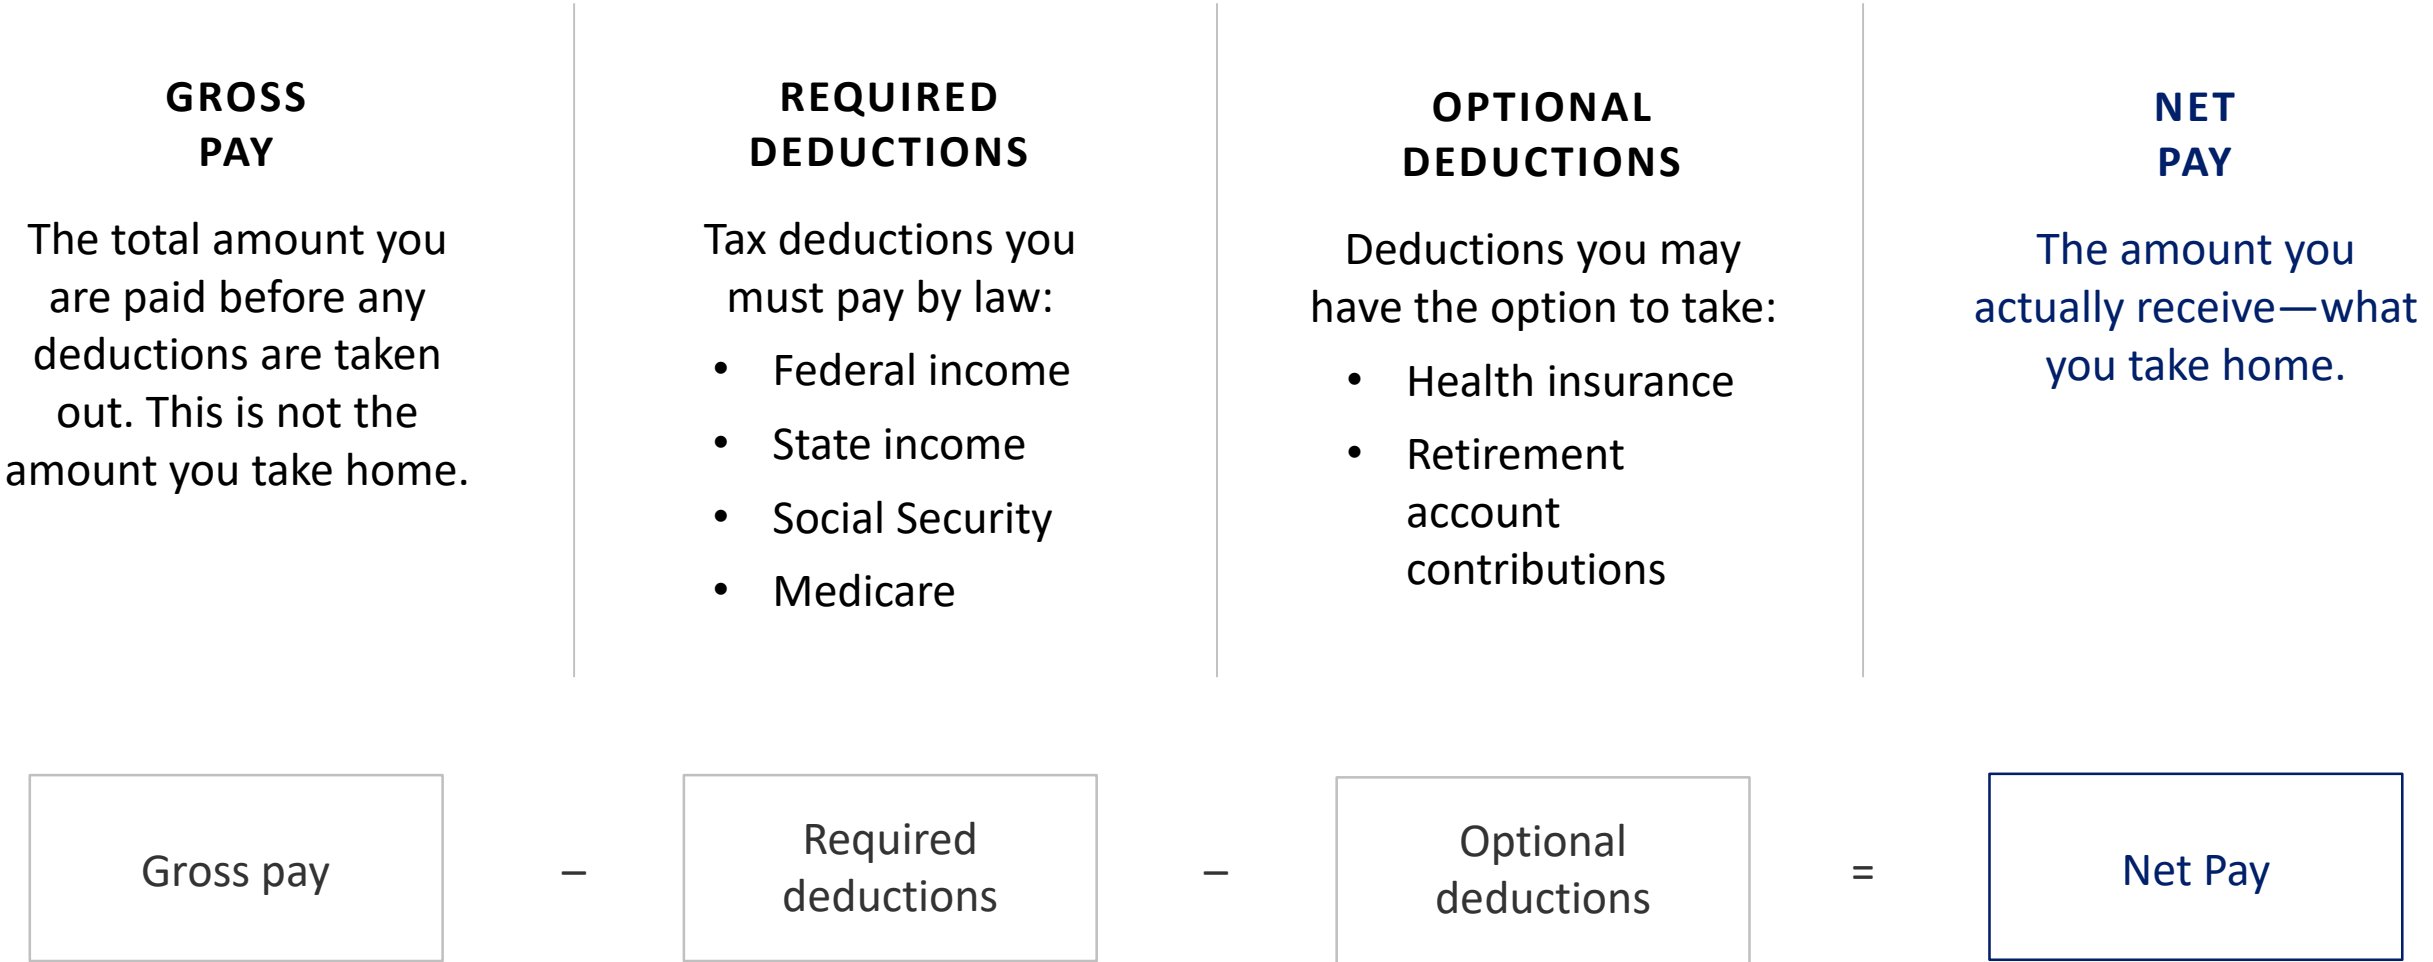 GROSS
PAY
The total amount you
are paid before any
deductions are taken
out. This is not the
amount you take home.
REQUIRED
DEDUCTIONS
Tax deductions you
must pay by law:
• Federal income
• State income
• Social Security
• Medicare
OPTIONAL
DEDUCTIONS
Deductions you may
have the option to take:
• Health insurance
• Retirement
account
contributions
NET
PAY
The amount you
actually receive—what
you take home.
Gross pay
–
Required
deductions
–
Optional
deductions
=
Net Pay